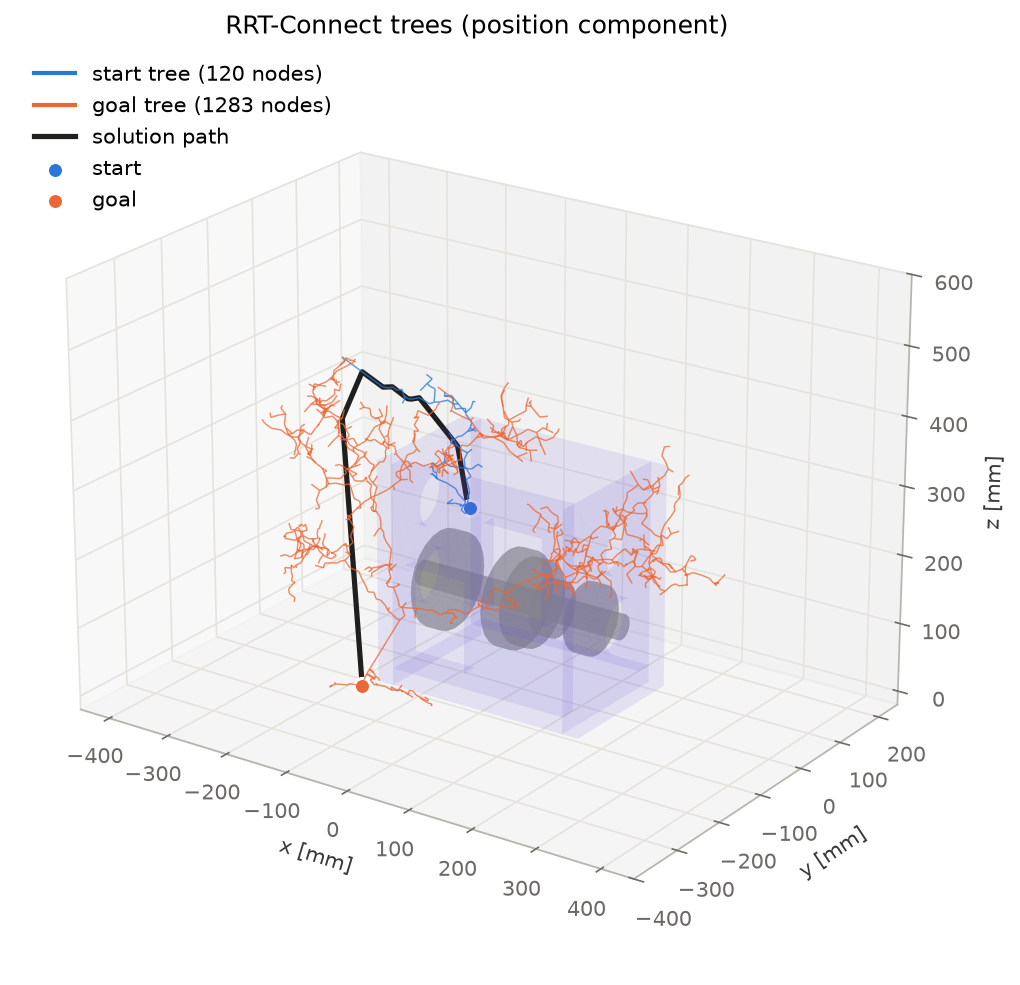 RRT-Connect trees (position component)
start tree (120 nodes)
goal tree (1283 nodes)
solution path
start
goal
600
500
400
300
200
100
0
z [mm]
−400
−300
−200
−100
0
100
200
300
400
x [mm]
200
100
0
−100
−200
−300
−400
y [mm]